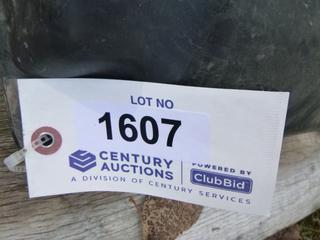 LOT NO
1607
CENTURY
AUCTIONS
POWERED BY
ClubBid
A DIVISION OF CENTURY SERVICES